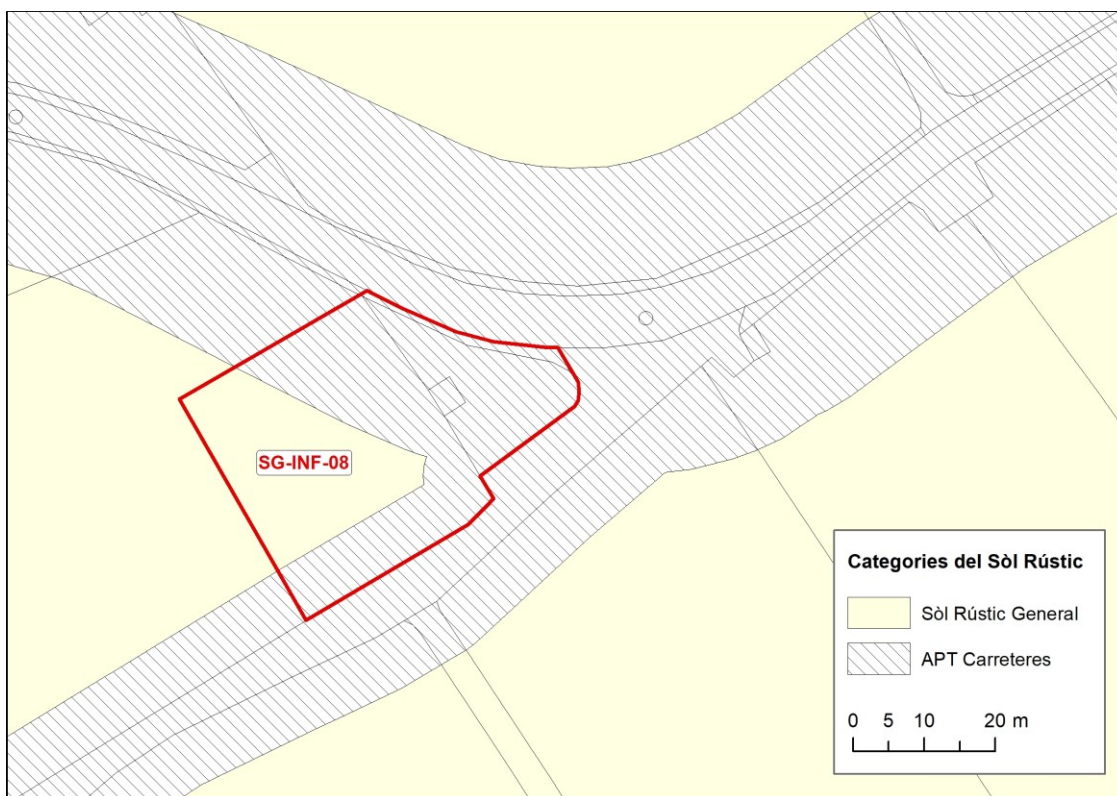 SG-INF-08
Categories del Sòl Rústic
Sòl Rústic General
APT Carreteres
0 5 10 20 m